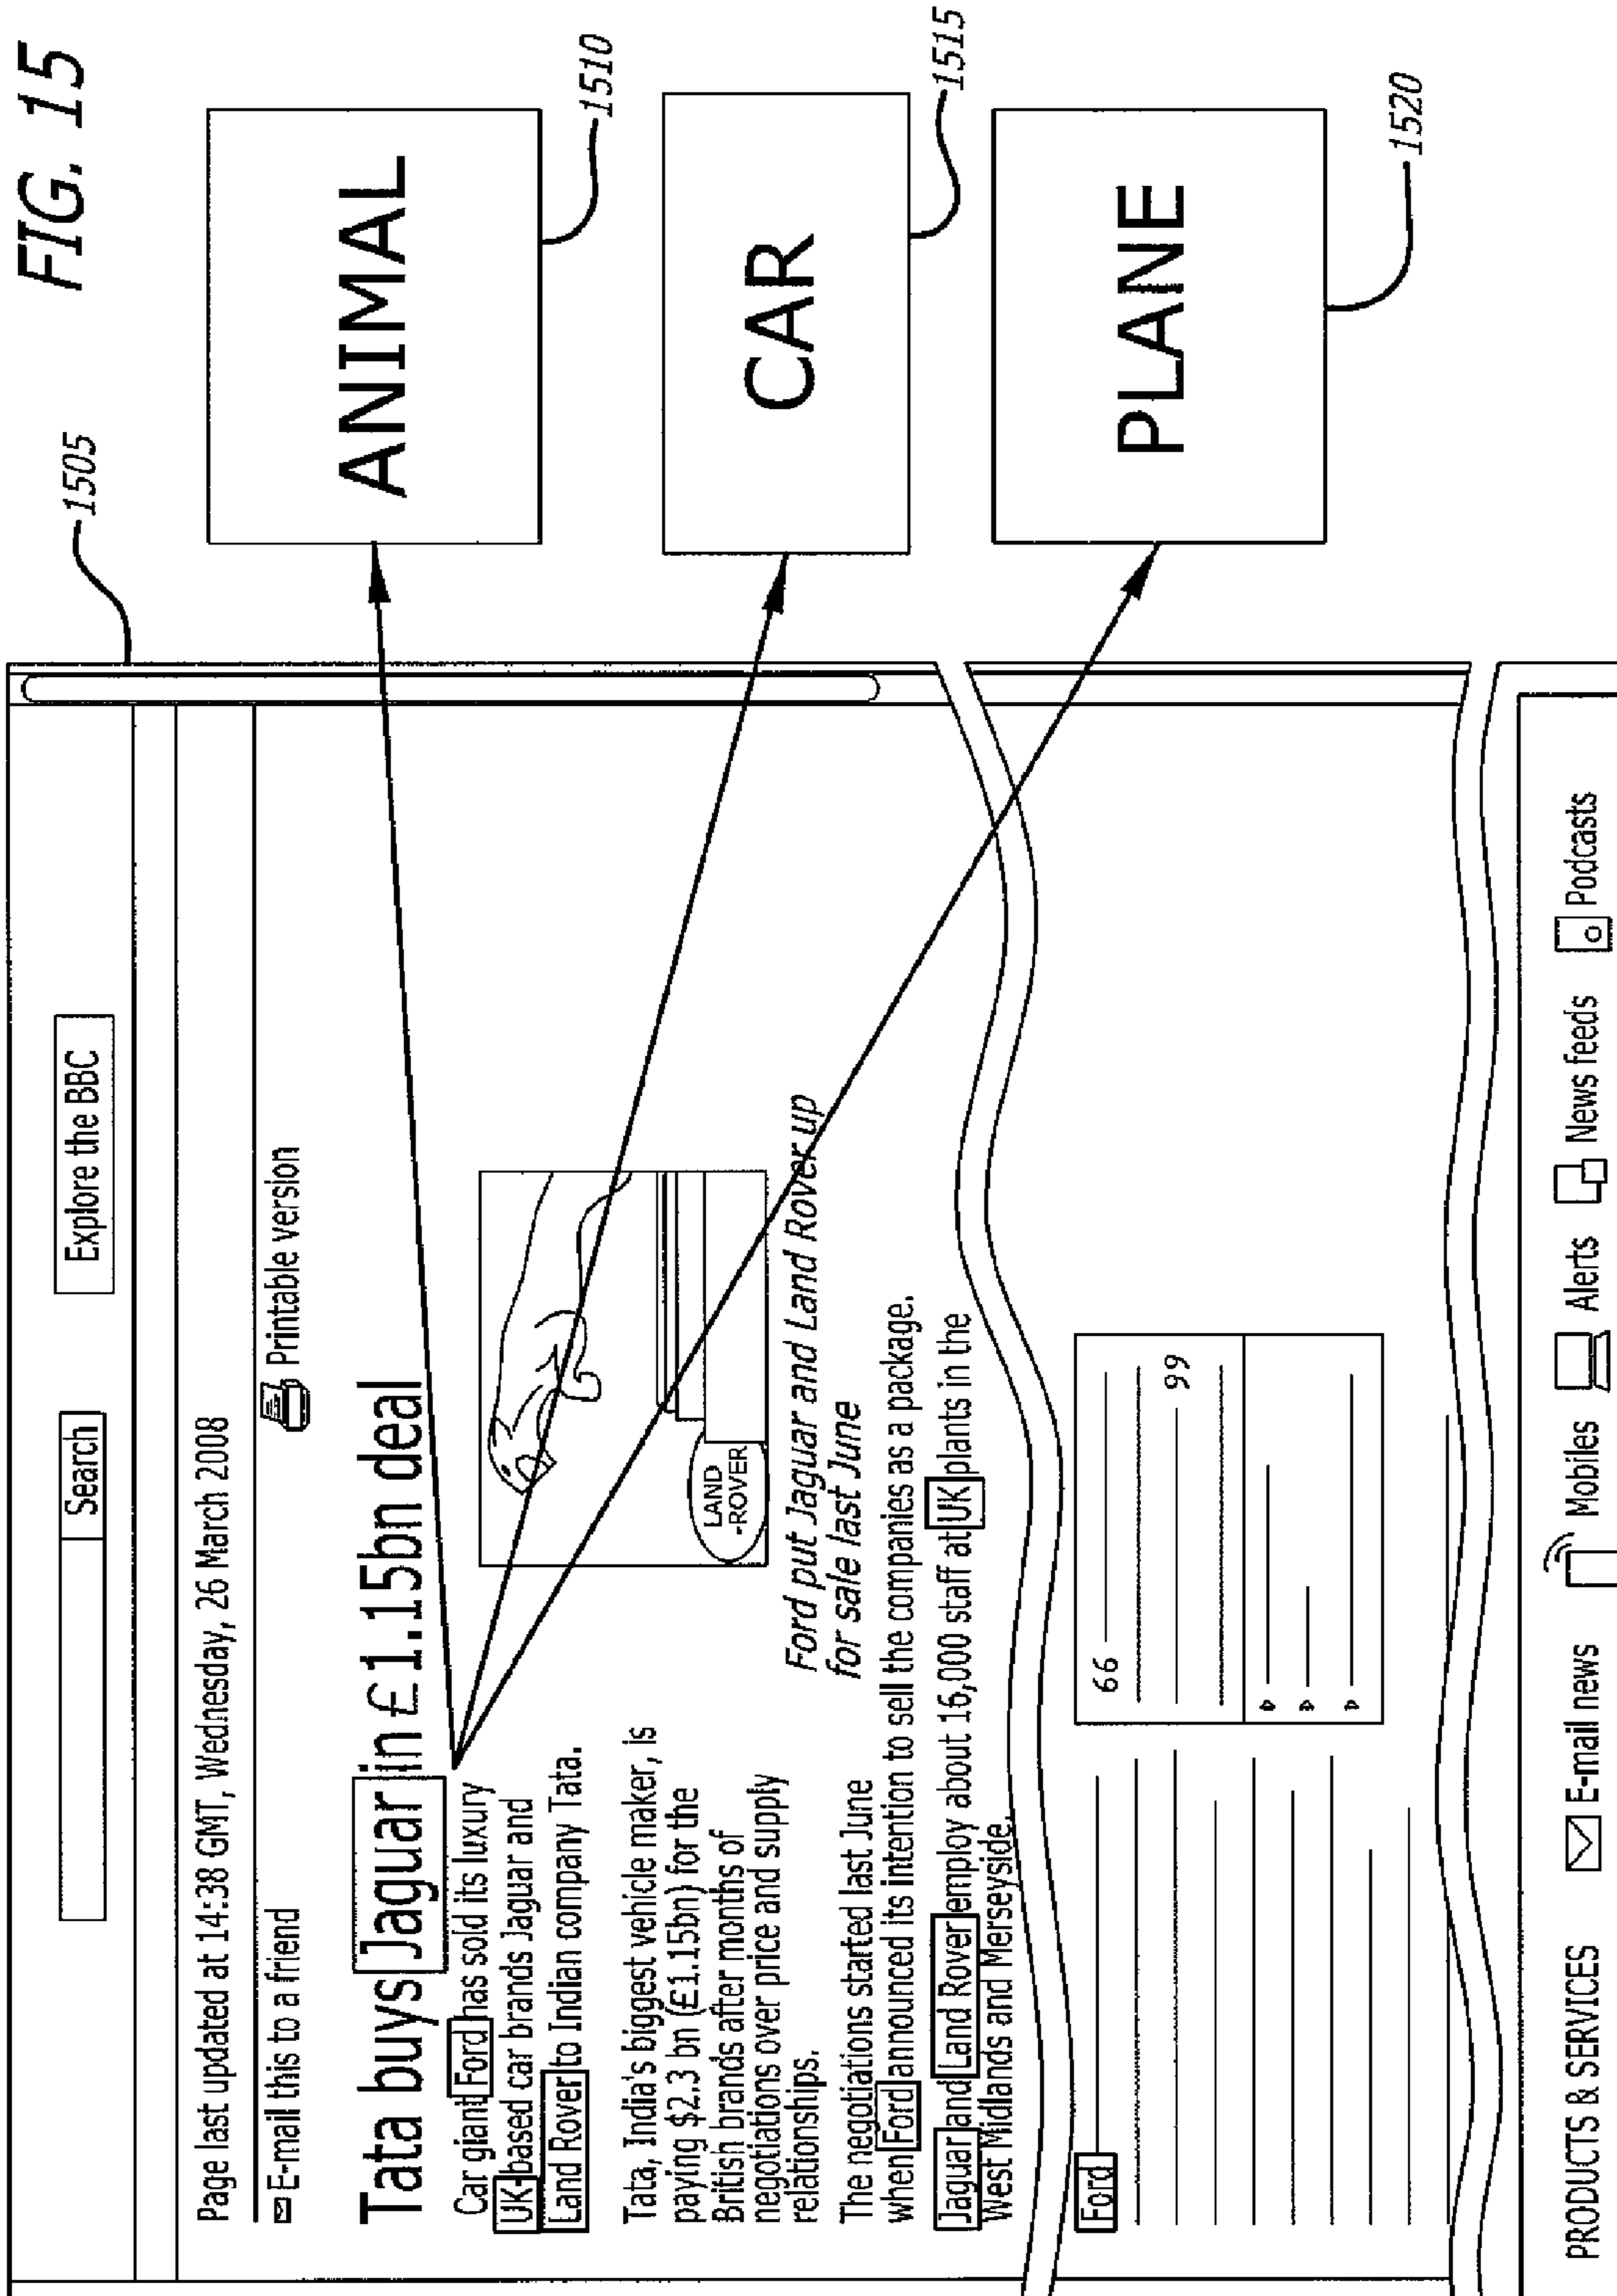 FIG. 15
1505
Search
Explore the BBC
Page last updated at 14:38 GMT, Wednesday, 26 March 2008
E-mail this to a friend
Printable version
Tata buys Jaguar in £1.15bn deal
Car giant Ford has sold its luxury
UK-based car brands Jaguar and
Land Rover to Indian company Tata.
Tata, India's biggest vehicle maker, is
paying $2.3 bn (£1.15bn) for the
British brands after months of
negotiations over price and supply
relationships.
LAND
-ROVER
Ford put Jaguar and Land Rover up
for sale last June
The negotiations started last June
when Ford announced its intention to sell the companies as a package.
Jaguar and Land Rover employ about 16,000 staff at UK plants in the
West Midlands and Merseyside.
Ford
66
99
PRODUCTS & SERVICES
E-mail news
Mobiles
Alerts
News feeds
Podcasts
ANIMAL
1510
CAR
1515
PLANE
1520